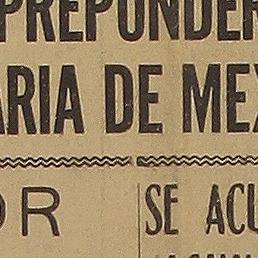 PREPONDER
ARIA DE MEX
OR
SE ACU